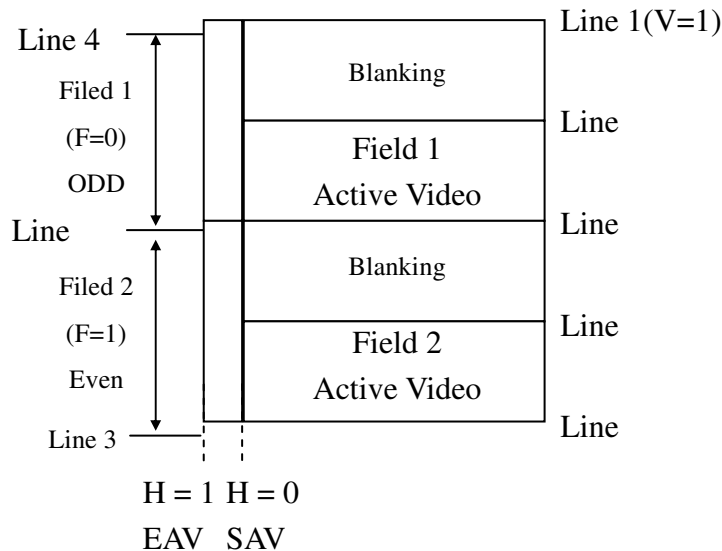 Line 4
Filed 1
(F=0)
ODD
Line
Filed 2
(F=1)
Even
Line 3
Blanking
Field 1
Active Video
Blanking
Field 2
Active Video
Line 1(V=1)
Line
Line
Line
Line
H = 1 H = 0
EAV SAV